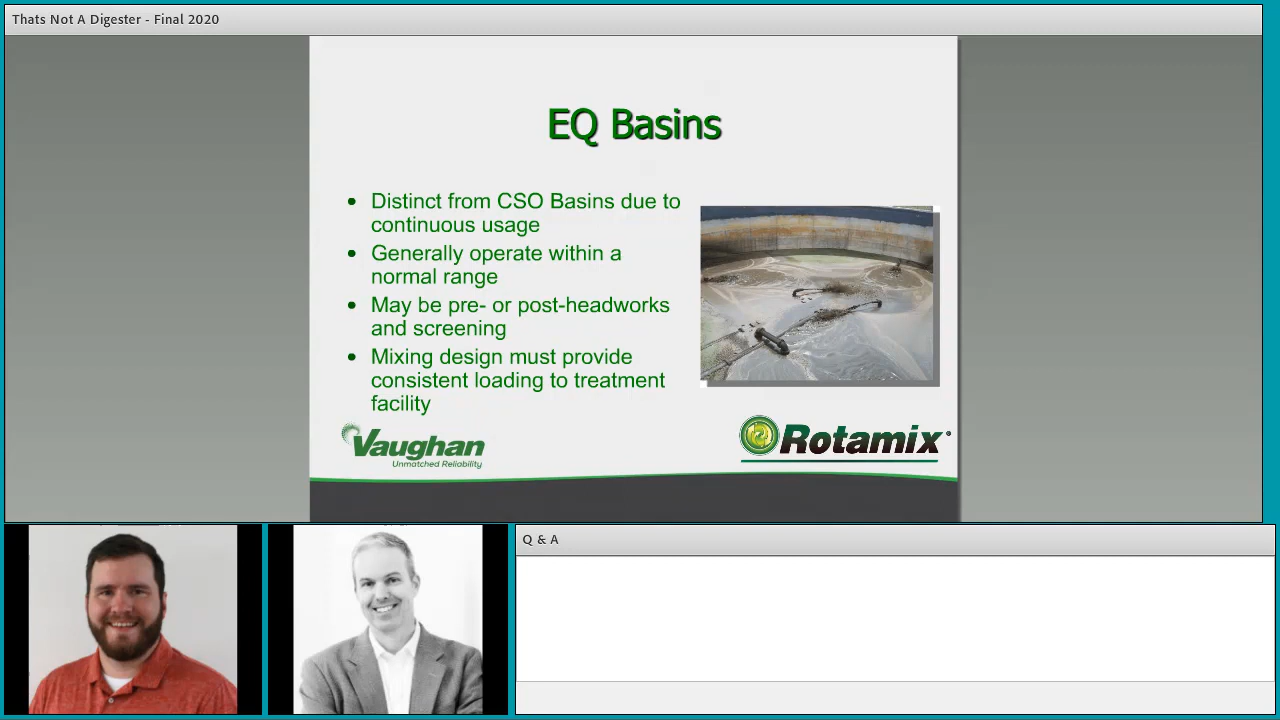 Thats Not A Digester - Final 2020
EQ Basins
• Distinct from CSO Basins due to
continuous usage
• Generally operate within a
normal range
• May be pre- or post-headworks
and screening
• Mixing design must provide
consistent loading to treatment
facility
Vaughan
Unmatched Reliability
Rotamix
Q & A